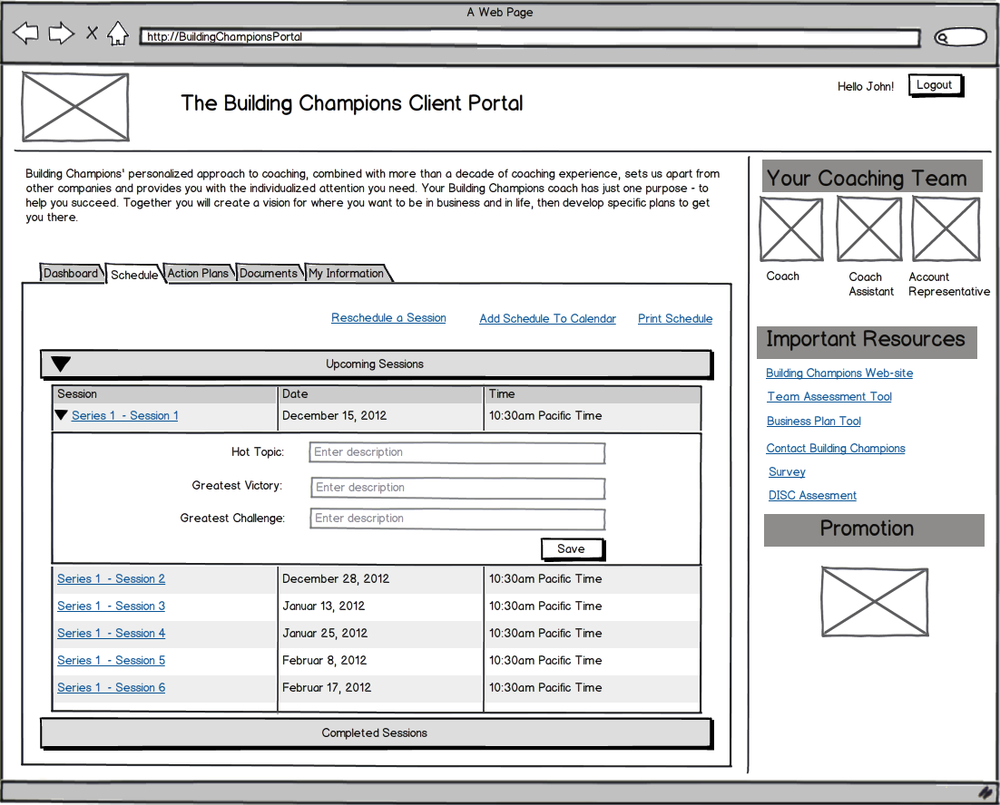 A Web Page
http://BuildingChampionsPortal
The Building Champions Client Portal
Hello John!
Logout
Building Champions' personalized approach to coaching, combined with more than a decade of coaching experience, sets us apart from
other companies and provides you with the individualized attention you need. Your Building Champions coach has just one purpose - to
help you succeed. Together you will create a vision for where you want to be in business and in life, then develop specific plans to get
you there.
Dashboard Schedule Action Plans Documents My Information
Reschedule a Session Add Schedule To Calendar Print Schedule
Upcoming Sessions
Session Date Time
Series 1 - Session 1 December 15, 2012 10:30am Pacific Time
Hot Topic: Enter description
Greatest Victory: Enter description
Greatest Challenge: Enter description
Save
Series 1 - Session 2 December 28, 2012 10:30am Pacific Time
Series 1 - Session 3 Januar 13, 2012 10:30am Pacific Time
Series 1 - Session 4 Januar 25, 2012 10:30am Pacific Time
Series 1 - Session 5 Februar 8, 2012 10:30am Pacific Time
Series 1 - Session 6 Februar 17, 2012 10:30am Pacific Time
Completed Sessions
Your Coaching Team
Coach
Coach
Assistant
Account
Representative
Important Resources
Building Champions Web-site
Team Assessment Tool
Business Plan Tool
Contact Building Champions
Survey
DISC Assesment
Promotion